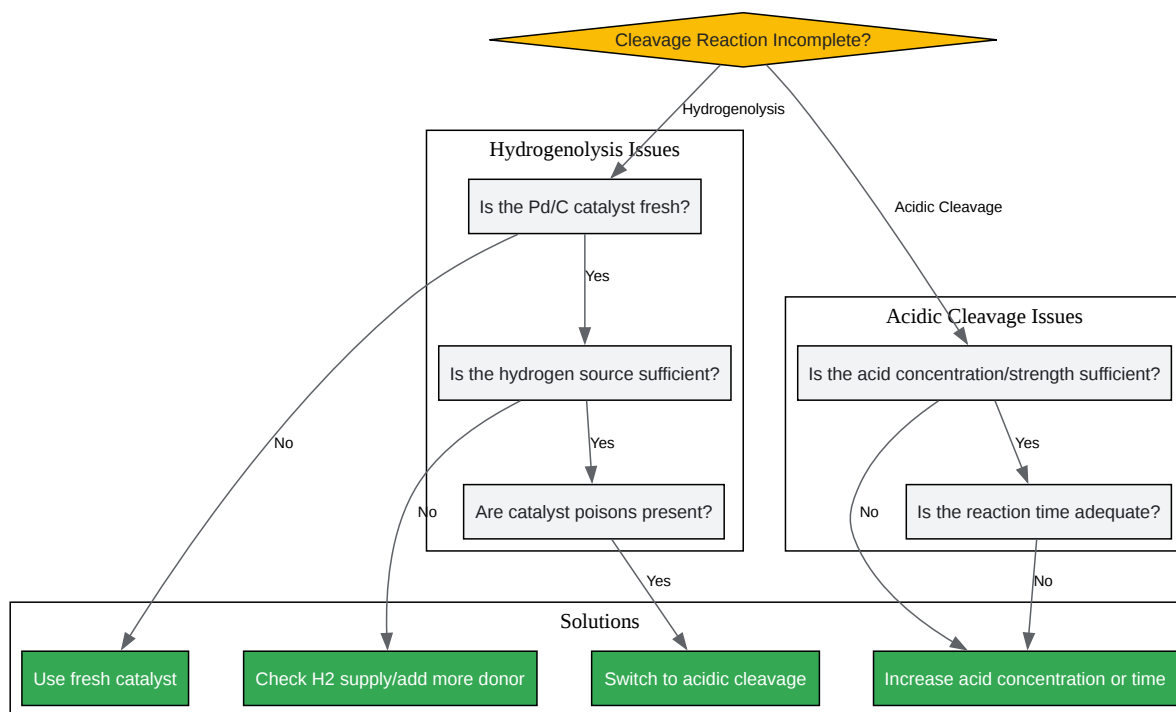 Cleavage Reaction Incomplete?
Hydrogenolysis
Hydrogenolysis Issues
Is the Pd/C catalyst fresh?
Acidic Cleavage
Yes
Acidic Cleavage Issues
Is the hydrogen source sufficient?
Is the acid concentration/strength sufficient?
No
Yes
Yes
No
Are catalyst poisons present?
No
Is the reaction time adequate?
Yes
No
Solutions
Use fresh catalyst
Check H2 supply/add more donor
Switch to acidic cleavage
Increase acid concentration or time